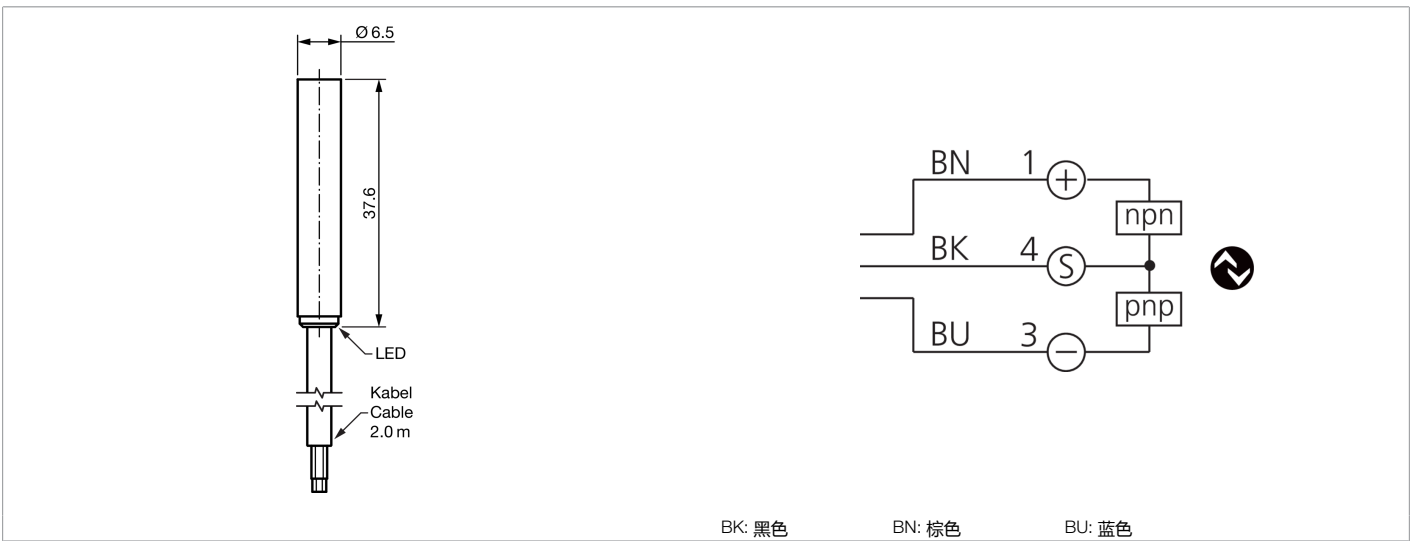 Ø 6.5
37.6
LED
Kabel
Cable
2.0 m
BN 1 +
npn
BK 4 S
pnp
BU 3 −
BK: 黑色 BN: 棕色 BU: 蓝色